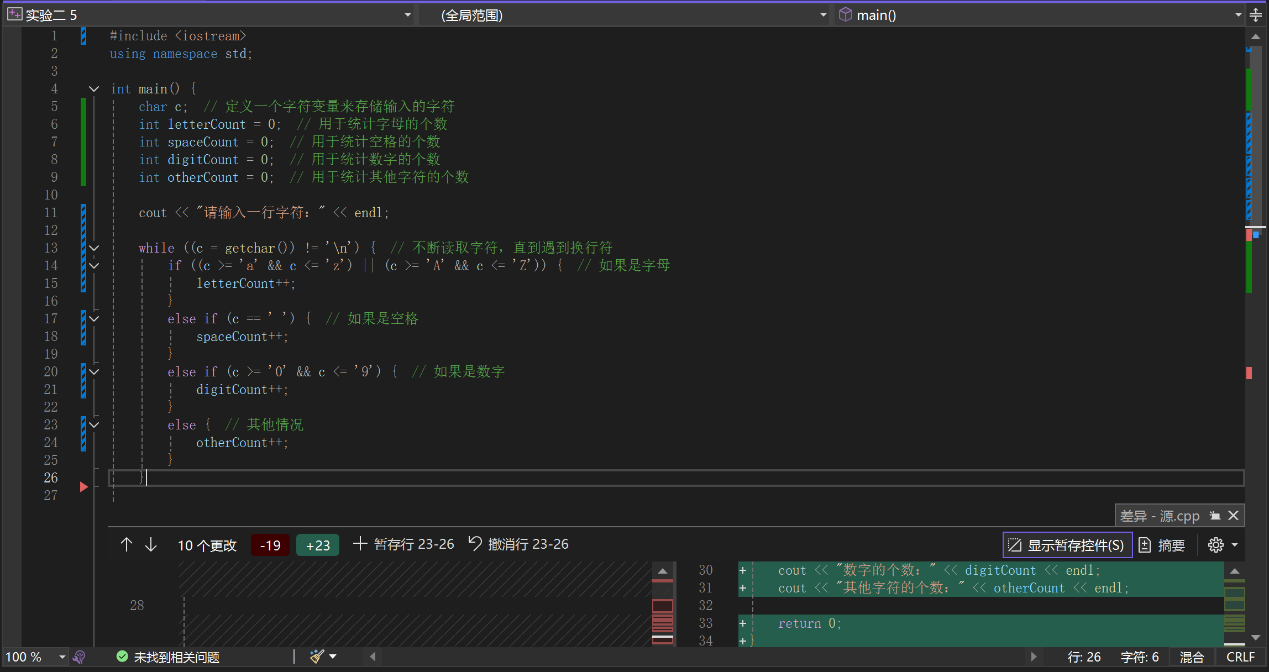 实验二 5
(全局范围)
main()
1 #include <iostream>
2 using namespace std;
3
4 int main() {
5 char c;  // 定义一个字符变量来存储输入的字符
6 int letterCount = 0;  // 用于统计字母的个数
7 int spaceCount = 0;  // 用于统计空格的个数
8 int digitCount = 0;  // 用于统计数字的个数
9 int otherCount = 0;  // 用于统计其他字符的个数
10
11 cout << "请输入一行字符: " << endl;
12
13 while ((c = getchar()) != '\n') {  // 不断读取字符，直到遇到换行符
14 if ((c >= 'a' && c <= 'z') || (c >= 'A' && c <= 'Z')) {  // 如果是字母
15 letterCount++;
16 }
17 else if (c == ' ') {  // 如果是空格
18 spaceCount++;
19 }
20 else if (c >= '0' && c <= '9') {  // 如果是数字
21 digitCount++;
22 }
23 else {  // 其他情况
24 otherCount++;
25 }
26 }
27
差异 - 源.cpp
10 个更改 -19 +23 暂存行 23-26 撤消行 23-26 显示暂存控件(S) 摘要
28
30 + cout << "数字的个数: " << digitCount << endl;
31 + cout << "其他字符的个数: " << otherCount << endl;
32
33 + return 0;
34 +}
100 % 未找到相关问题 行: 26 字符: 6 混合 CRLF